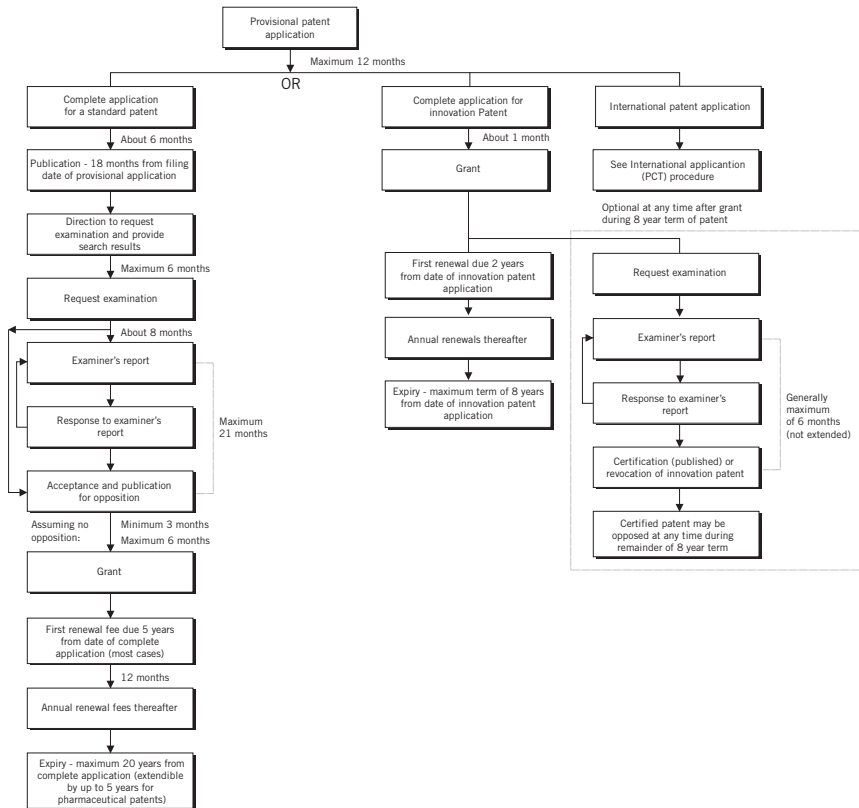 Provisional patent
application
Maximum 12 months
OR
Complete application
for a standard patent
About 6 months
Publication - 18 months from filing
date of provisional application
Direction to request
examination and provide
search results
Maximum 6 months
Request examination
About 8 months
Examiner's report
Response to examiner's
report
Maximum
21 months
Acceptance and publication
for opposition
Assuming no
opposition:
Minimum 3 months
Maximum 6 months
Grant
First renewal fee due 5 years
from date of complete
application (most cases)
12 months
Annual renewal fees thereafter
Expiry - maximum 20 years from
complete application (extendible
by up to 5 years for
pharmaceutical patents)
Complete application for
innovation Patent
About 1 month
Grant
First renewal due 2 years
from date of innovation patent
application
Annual renewals thereafter
Expiry - maximum term of 8 years
from date of innovation patent
application
International patent application
See International applicantion
(PCT) procedure
Optional at any time after grant
during 8 year term of patent
Request examination
Examiner's report
Response to examiner's
report
Generally
maximum
of 6 months
(not extended)
Certification (published) or
revocation of innovation patent
Certified patent may be
opposed at any time during
remainder of 8 year term